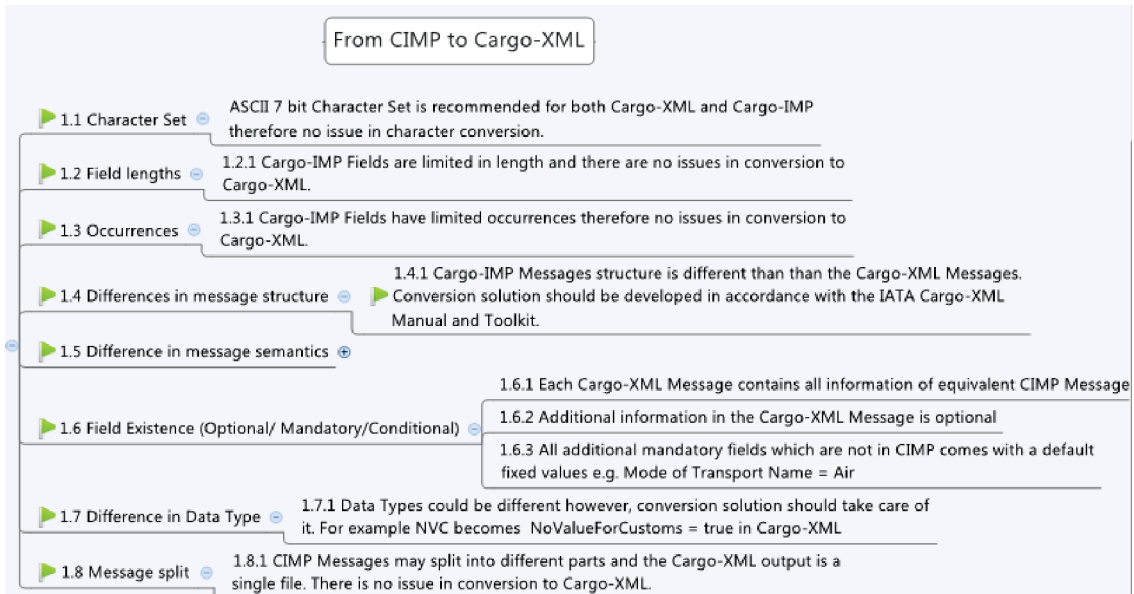 From CIMP to Cargo-XML
1.1 Character Set
ASCII 7 bit Character Set is recommended for both Cargo-XML and Cargo-IMP
therefore no issue in character conversion.
1.2 Field lengths
1.2.1 Cargo-IMP Fields are limited in length and there are no issues in conversion to
Cargo-XML.
1.3 Occurrences
1.3.1 Cargo-IMP Fields have limited occurrences therefore no issues in conversion to
Cargo-XML.
1.4 Differences in message structure
1.4.1 Cargo-IMP Messages structure is different than than the Cargo-XML Messages.
Conversion solution should be developed in accordance with the IATA Cargo-XML
Manual and Toolkit.
1.5 Difference in message semantics
1.6 Field Existence (Optional/ Mandatory/Conditional)
1.6.1 Each Cargo-XML Message contains all information of equivalent CIMP Message
1.6.2 Additional information in the Cargo-XML Message is optional
1.6.3 All additional mandatory fields which are not in CIMP comes with a default
fixed values e.g. Mode of Transport Name = Air
1.7 Difference in Data Type
1.7.1 Data Types could be different however, conversion solution should take care of
it. For example NVC becomes  NoValueForCustoms = true in Cargo-XML
1.8 Message split
1.8.1 CIMP Messages may split into different parts and the Cargo-XML output is a
single file. There is no issue in conversion to Cargo-XML.